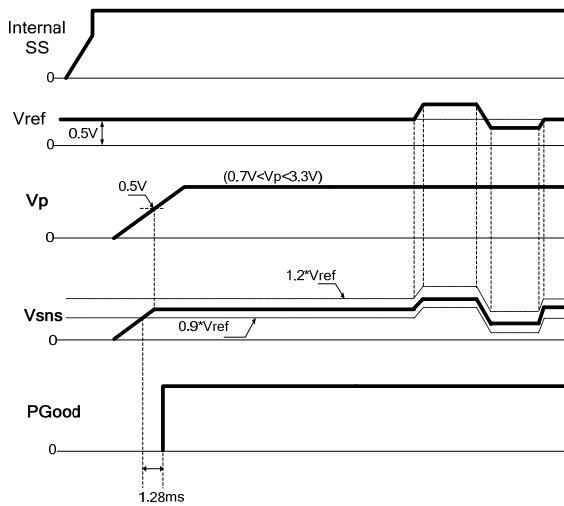 Internal
SS
0
Vref
0.5V
0
0.5V
(0.7V<Vp<3.3V)
Vp
0
1.2*Vref
Vsns
0.9*Vref
0
PGood
0
1.28ms